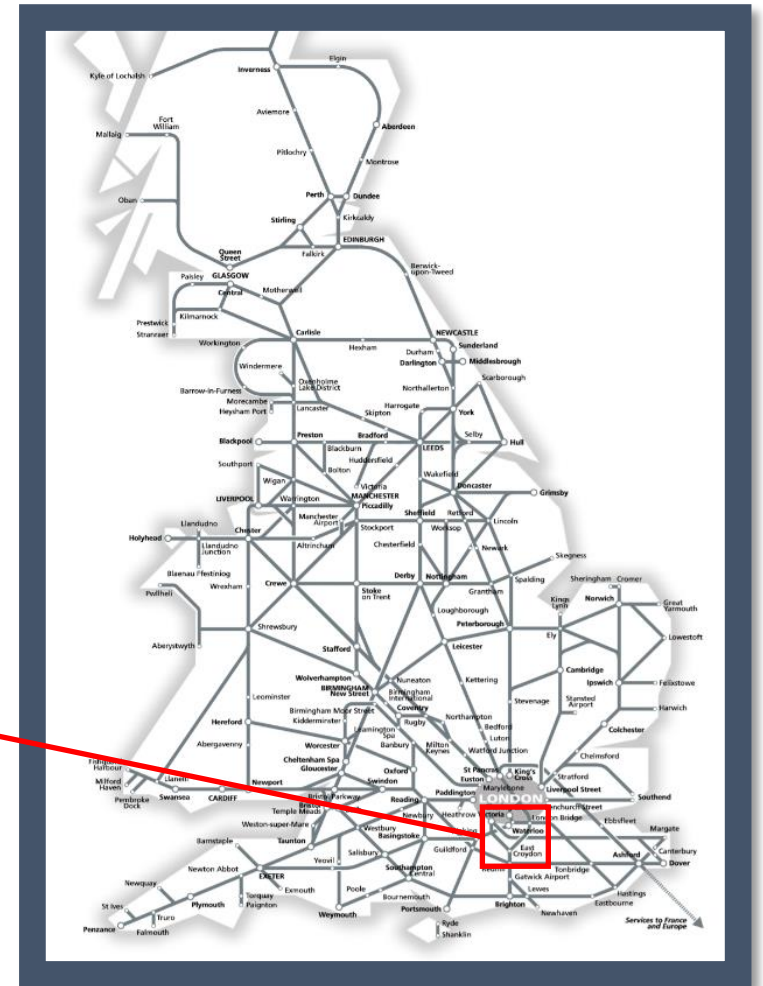 Elgin
Kyle of Lochalsh
Inverness
Aviemore
Fort
William
Aberdeen
Mallaig
Pitlochry
Montrose
Perth
Dundee
Oban
Stirling
Kirkcaldy
EDINBURGH
Queen
Street
Falkirk
Berwick-
upon-Tweed
Paisley
GLASGOW
Central
Motherwell
Prestwick
Kilmarnock
Stranraer
Carlisle
NEWCASTLE
Workington
Hexham
Durham
Sunderland
Darlington
Middlesbrough
Windermere
Oxenholme
Lake District
Northallerton
Scarborough
Barrow-in-Furness
Morecambe
Heysham Port
Lancaster
Harrogate
Skipton
York
Blackpool
Preston
Bradford
Selby
Hull
Blackburn
LEEDS
Southport
Huddersfield
Bolton
Wakefield
Wigan
Victoria
Doncaster
Grimsby
LIVERPOOL
Warrington
MANCHESTER
Piccadilly
Manchester
Airport
Sheffield
Retford
Lincoln
Llandudno
Stockport
Worksop
Holyhead
Chester
Llandudno
Junction
Altrincham
Chesterfield
Newark
Skegness
Blaenau Ffestiniog
Wrexham
Crewe
Derby
Nottingham
Spalding
Sheringham
Cromer
Pwllheli
Stoke
on Trent
Grantham
Kings
Lynn
Norwich
Great
Yarmouth
Loughborough
Shrewsbury
Peterborough
Ely
Lowestoft
Aberystwyth
Stafford
Leicester
Wolverhampton
Nuneaton
Kettering
Cambridge
BIRMINGHAM
New Street
Birmingham
International
Ipswich
Felixstowe
Leominster
Birmingham Moor Street
Coventry
Stevenage
Stansted
Airport
Harwich
Hereford
Kidderminster
Rugby
Northampton
Leamington
Spa
Bedford
Colchester
Abergavenny
Worcester
Banbury
Milton
Keynes
Luton
Watford Junction
Cheltenham Spa
Gloucester
Oxford
St Pancras
Euston
King's
Cross
Chelmsford
Stratford
Harbour
Milford
Haven
Llanelli
Newport
Swindon
Marylebone
Liverpool Street
Pembroke
Dock
Swansea
CARDIFF
Parkway
Reading
Paddington
LONDON
Southend
Temple Meads
Newbury
Heathrow
London Bridge
Ebbsfleet
Weston-super-Mare
Westbury
Basingstoke
Waterloo
Margate
Barnstaple
Taunton
Salisbury
Guildford
East
Croydon
Canterbury
Newton Abbot
Yeovil
Southampton
Central
Tonbridge
Ashford
Dover
EXETER
Gatwick Airport
Newquay
Exmouth
Poole
Lewes
Hastings
St Ives
Plymouth
Torquay
Paignton
Bournemouth
Portsmouth
Brighton
Eastbourne
Truro
Weymouth
Newhaven
Penzance
Falmouth
Ryde
Shanklin
Services to France
and Europe